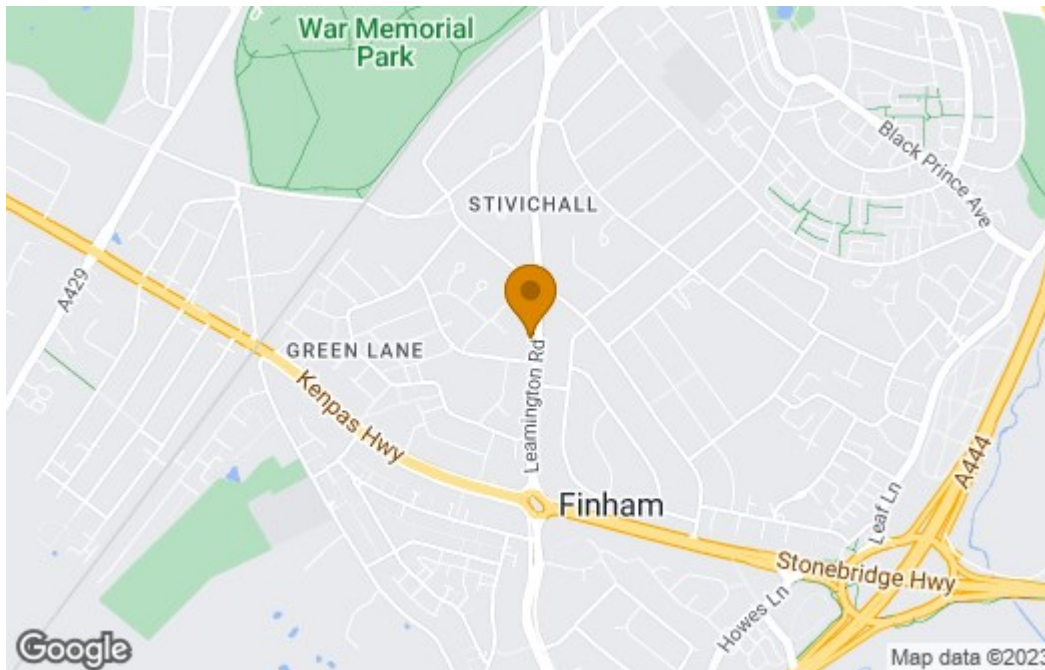 War Memorial
Park
Black Prince Ave
STIVICHALL
A429
GREEN LANE
Kenpas Hwy
Leamington Rd
A444
Finham
Leaf Ln
Stonebridge Hwy
Howes Ln
Google
Map data ©2023